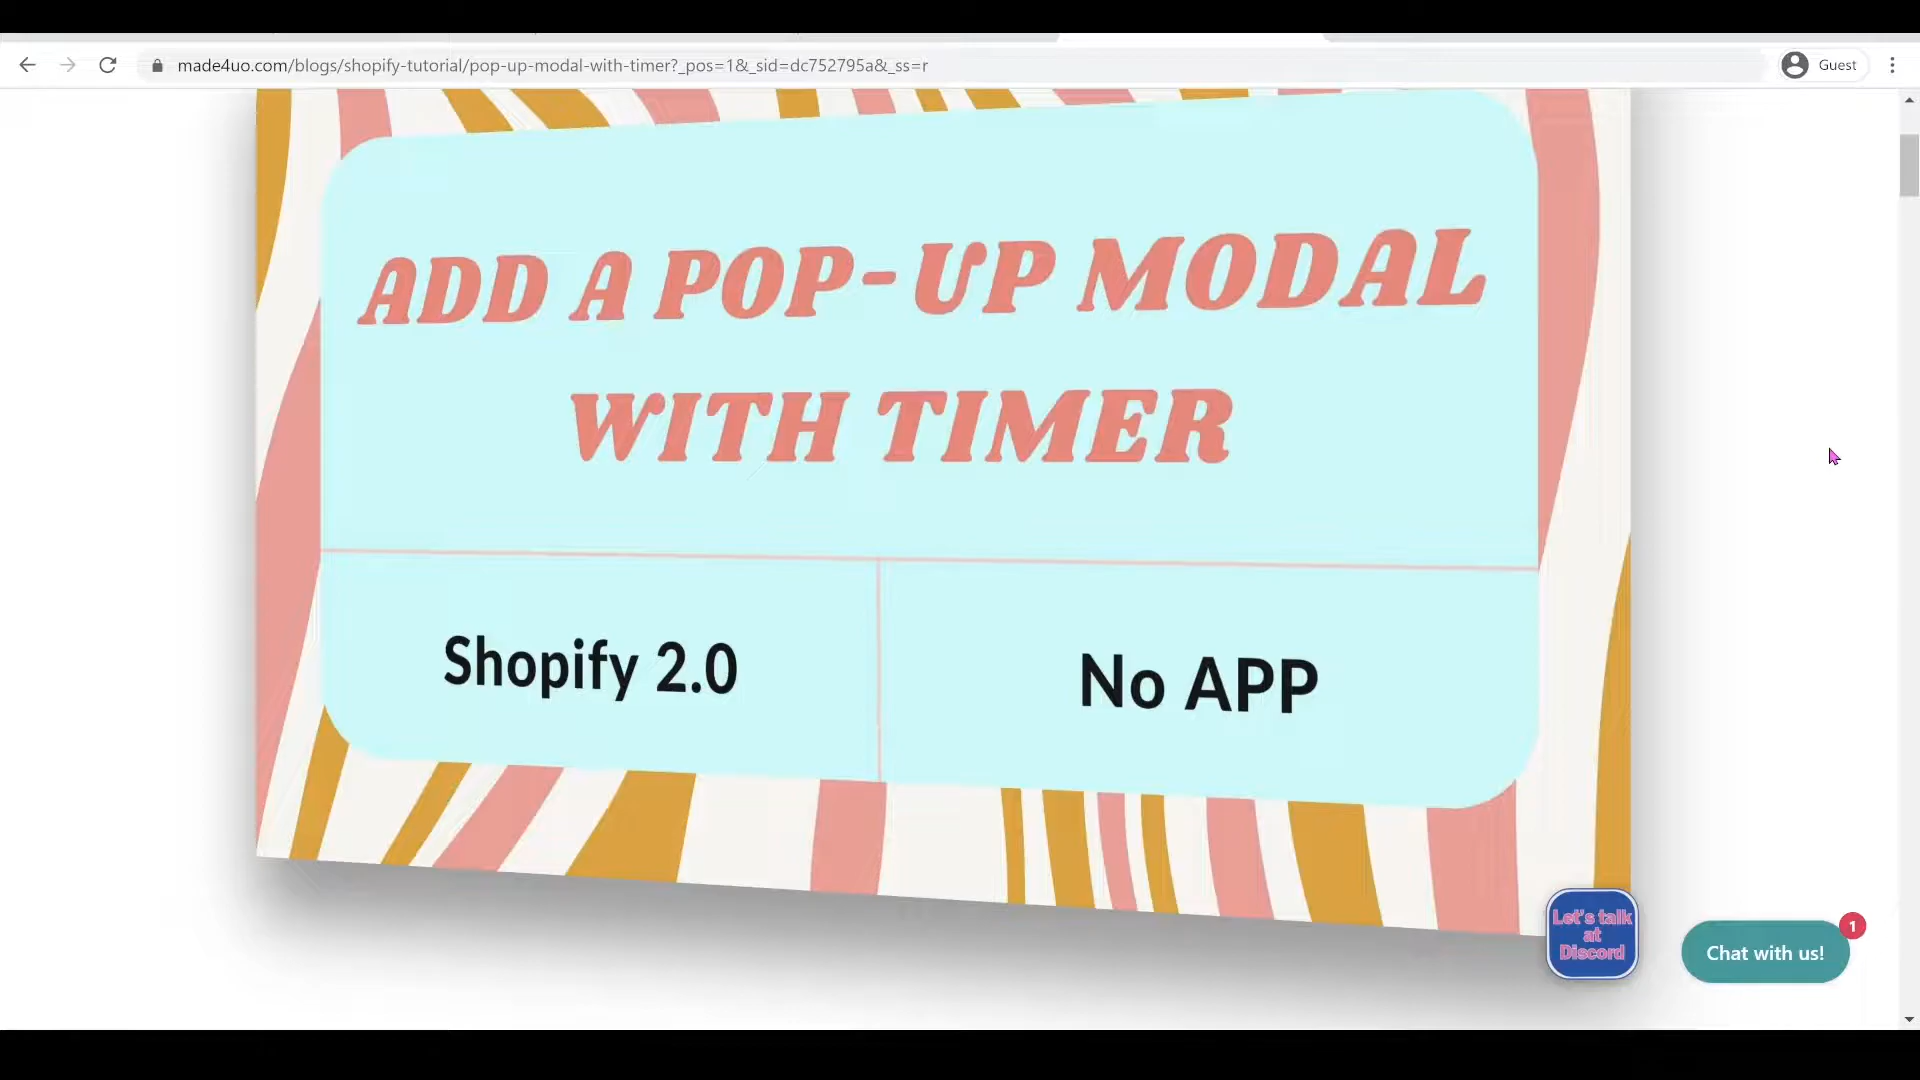 made4uo.com/blogs/shopify-tutorial/pop-up-modal-with-timer?_pos=1&_sid=dc752795a&_ss=r
Guest
ADD A POP-UP MODAL
WITH TIMER
Shopify 2.0
No APP
Let's talk
at
Discord
Chat with us!
1